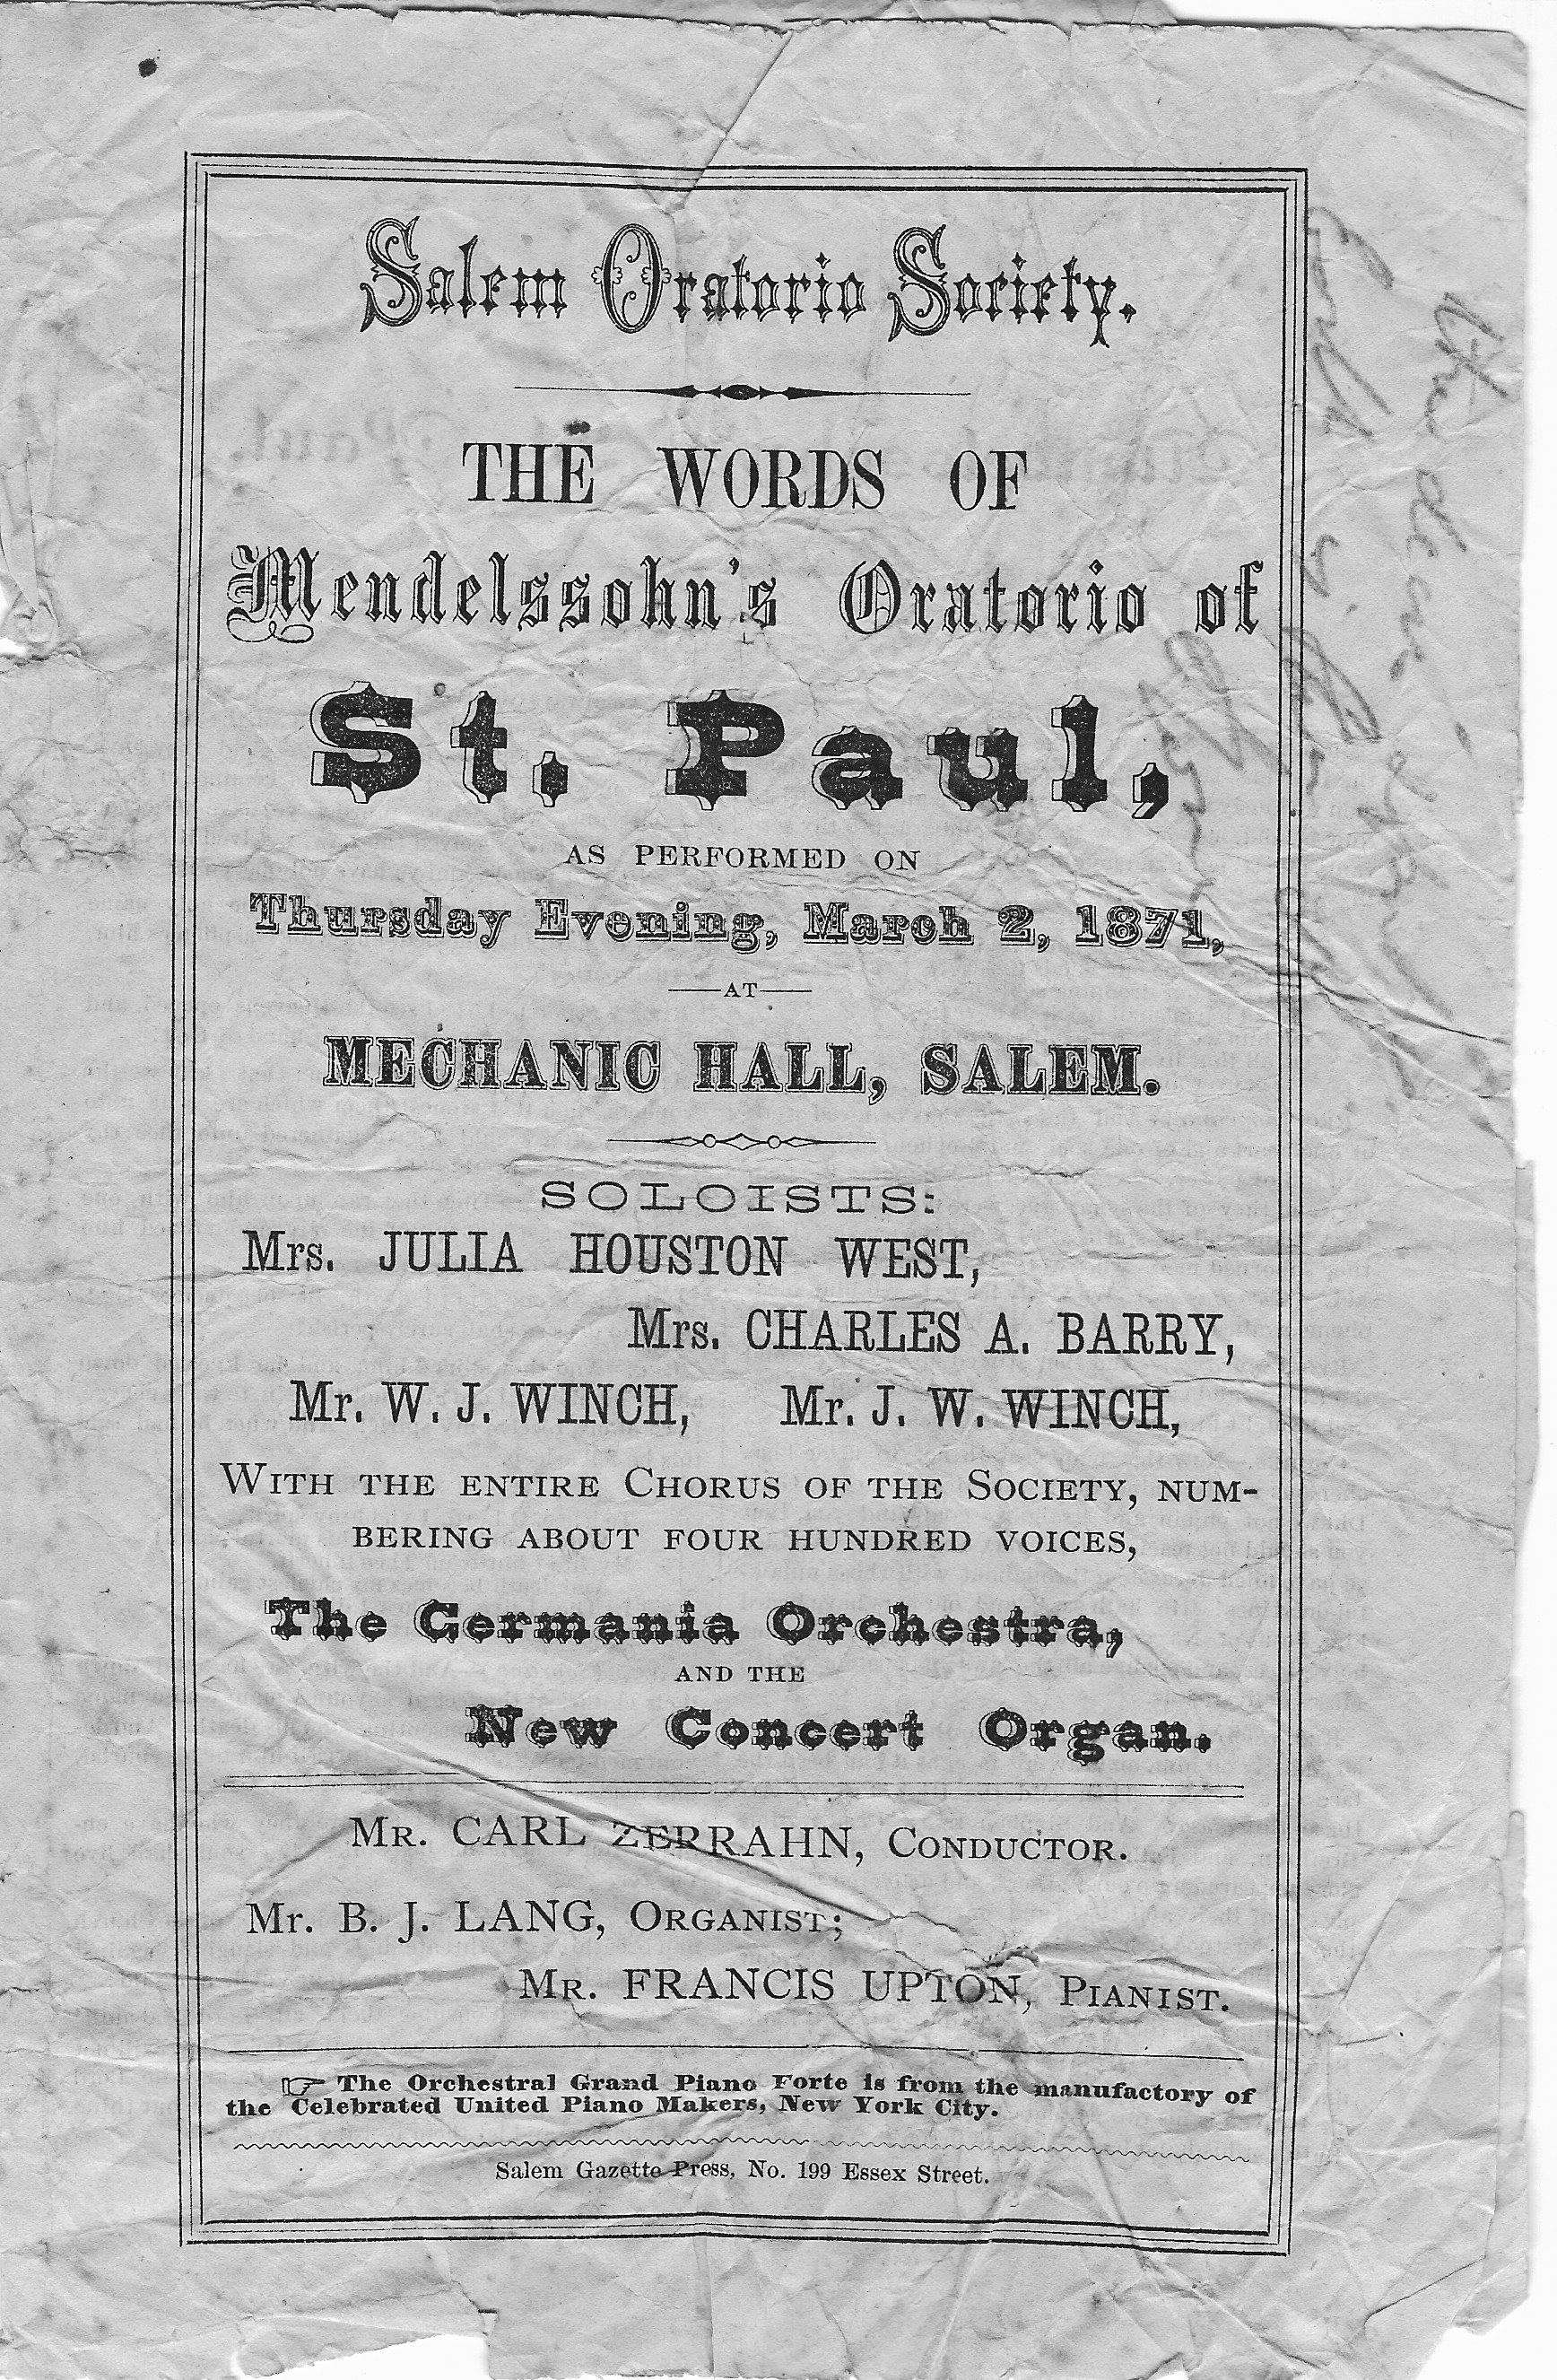 Salem Oratorio Society.
THE WORDS OF
Mendelssohn's Oratorio of
St. Paul,
AS PERFORMED ON
Thursday Evening, March 2, 1871,
—AT—
MECHANIC HALL, SALEM.
SOLOISTS:
Mrs. JULIA HOUSTON WEST,
Mrs. CHARLES A. BARRY,
Mr. W. J. WINCH, Mr. J. W. WINCH,
WITH THE ENTIRE CHORUS OF THE SOCIETY, NUM-
BERING ABOUT FOUR HUNDRED VOICES,
The Germania Orchestra,
AND THE
New Concert Organ.
MR. CARL ZERRAHN, CONDUCTOR.
Mr. B. J. LANG, ORGANIST;
MR. FRANCIS UPTON, PIANIST.
☞ The Orchestral Grand Piano Forte is from the manufactory of
the Celebrated United Piano Makers, New York City.
Salem Gazette Press, No. 199 Essex Street.